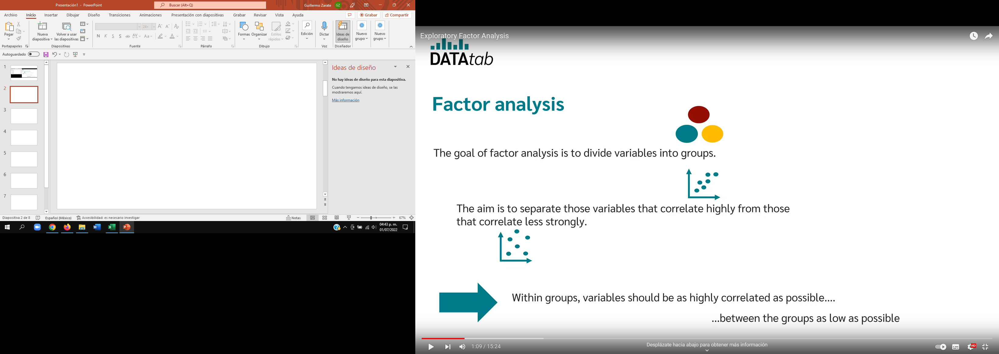 Presentación1 - PowerPoint
Buscar (Alt+Q)
Guillermo Zarate
GZ
Archivo Inicio Insertar Dibujar Diseño Transiciones Animaciones Presentación con diapositivas Grabar Revisar Vista Ayuda
Grabar
Compartir
24+
Pegar
Nueva diapositiva
Volver a usar las diapositivas
N K S S ab AV Aa A
Formas
Organizar
Estilos rápidos
Edición
Dictar
Ideas de diseño
Nuevo grupo
Nuevo grupo
Portapapeles Diapositivas Fuente Párrafo Dibujo Voz Diseñador
Autoguardado
1
2
3
4
5
6
7
Ideas de diseño
No hay ideas de diseño para esta diapositiva.
Cuando tengamos ideas de diseño, se las
mostraremos aquí.
Más información
Diapositiva 2 de 8 Español (México) Accesibilidad: es necesario investigar Notas 67%
04:43 p. m.
01/07/2022
Exploratory Factor Analysis
DATAtab
Factor analysis
The goal of factor analysis is to divide variables into groups.
The aim is to separate those variables that correlate highly from those
that correlate less strongly.
Within groups, variables should be as highly correlated as possible....
...between the groups as low as possible
1:09 / 15:24
Desplázate hacia abajo para obtener más información
HD